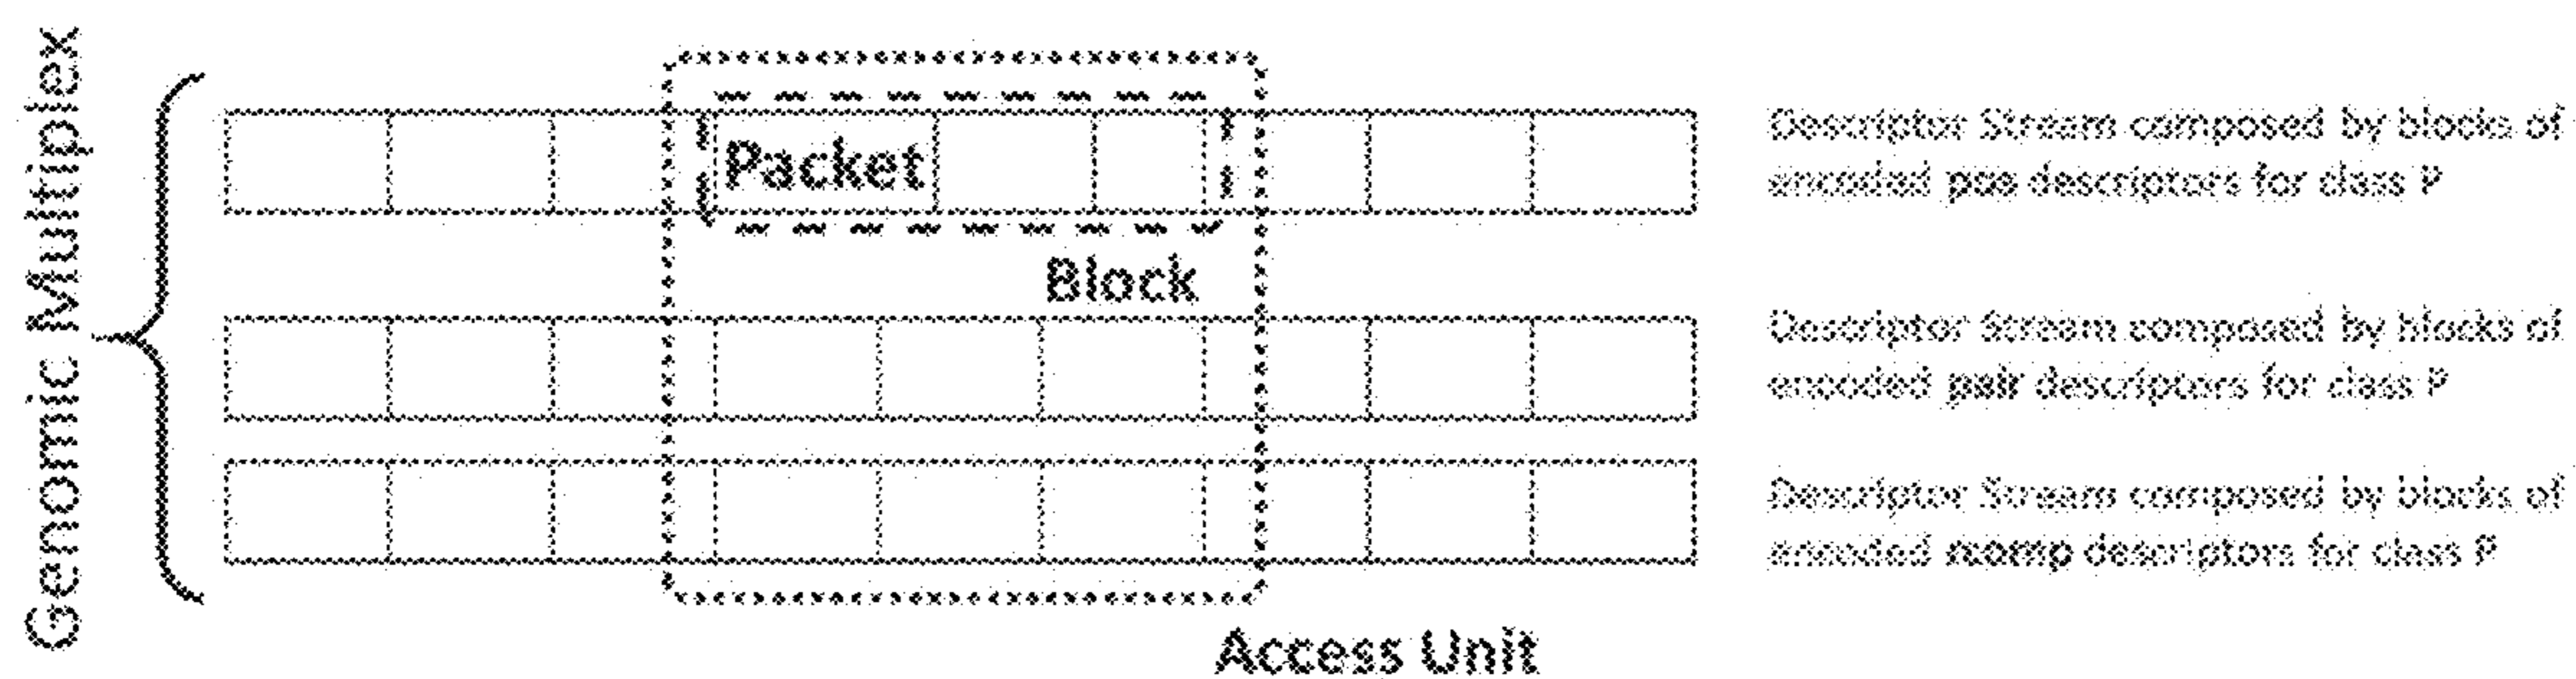 Genomic Multiplex
Packet
Block
Access Unit
Descriptor Stream composed by blocks of
encoded pos descriptors for class P
Descriptor Stream composed by blocks of
encoded pair descriptors for class P
Descriptor Stream composed by blocks of
encoded rcomp descriptors for class P